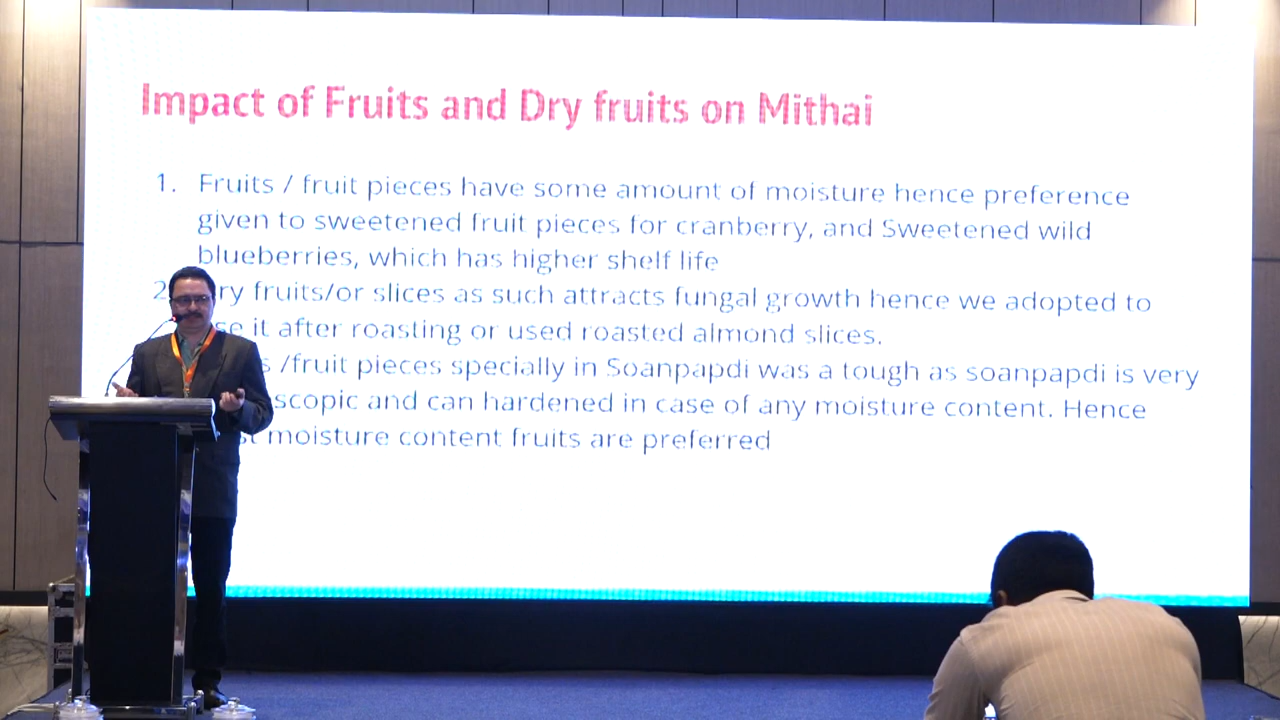 Impact of Fruits and Dry fruits on Mithai
1. Fruits / fruit pieces have some amount of moisture hence preference
given to sweetened fruit pieces for cranberry, and Sweetened wild
blueberries, which has higher shelf life
2 ry fruits/or slices as such attracts fungal growth hence we adopted to
se it after roasting or used roasted almond slices.
s /fruit pieces specially in Soanpapdi was a tough as soanpapdi is very
scopic and can hardened in case of any moisture content. Hence
st moisture content fruits are preferred